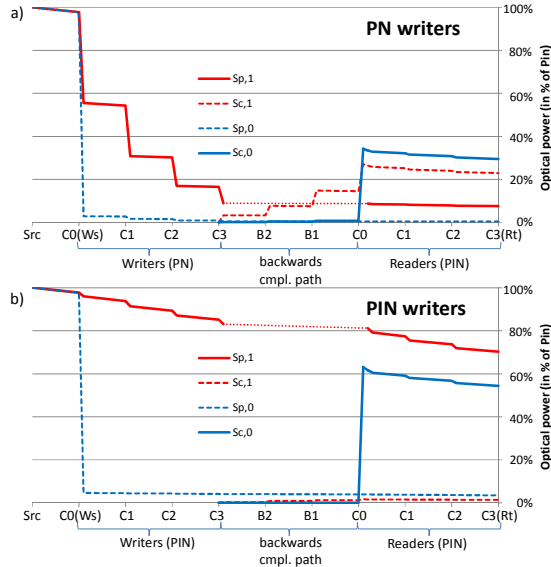 a)
PN writers
100%
80%
60%
40%
20%
0%
Optical power (in % of Pin)
Sp,1
Sc,1
Sp,0
Sc,0
Src C0(Ws) C1 C2 C3 B2 B1 C0 C1 C2 C3(Rt)
Writers (PN) backwards cmpl. path Readers (PIN)
b)
PIN writers
100%
80%
60%
40%
20%
0%
Optical power (in % of Pin)
Sp,1
Sc,1
Sp,0
Sc,0
Src C0(Ws) C1 C2 C3 B2 B1 C0 C1 C2 C3(Rt)
Writers (PIN) backwards cmpl. path Readers (PIN)